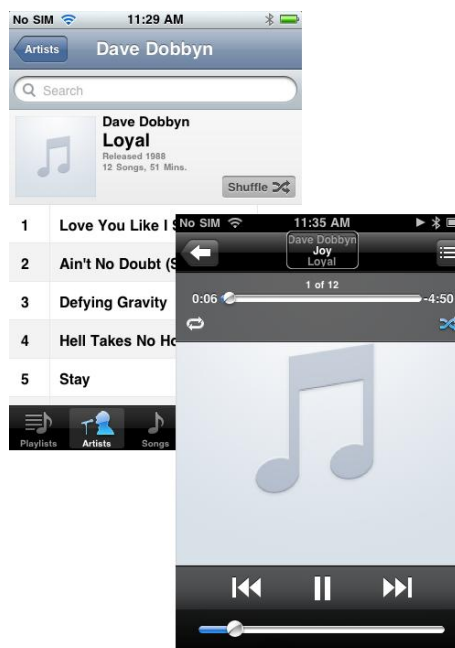 No SIM 11:29 AM
Artists Dave Dobbyn
Search
Dave Dobbyn
Loyal
Released 1988
12 Songs, 51 Mins.
Shuffle
1 Love You Like I
2 Ain't No Doubt
3 Defying Gravity
4 Hell Takes No
5 Stay
Playlists Artists Songs
No SIM 11:35 AM
Dave Dobbyn
Joy
Loyal
1 of 12
0:06 -4:50